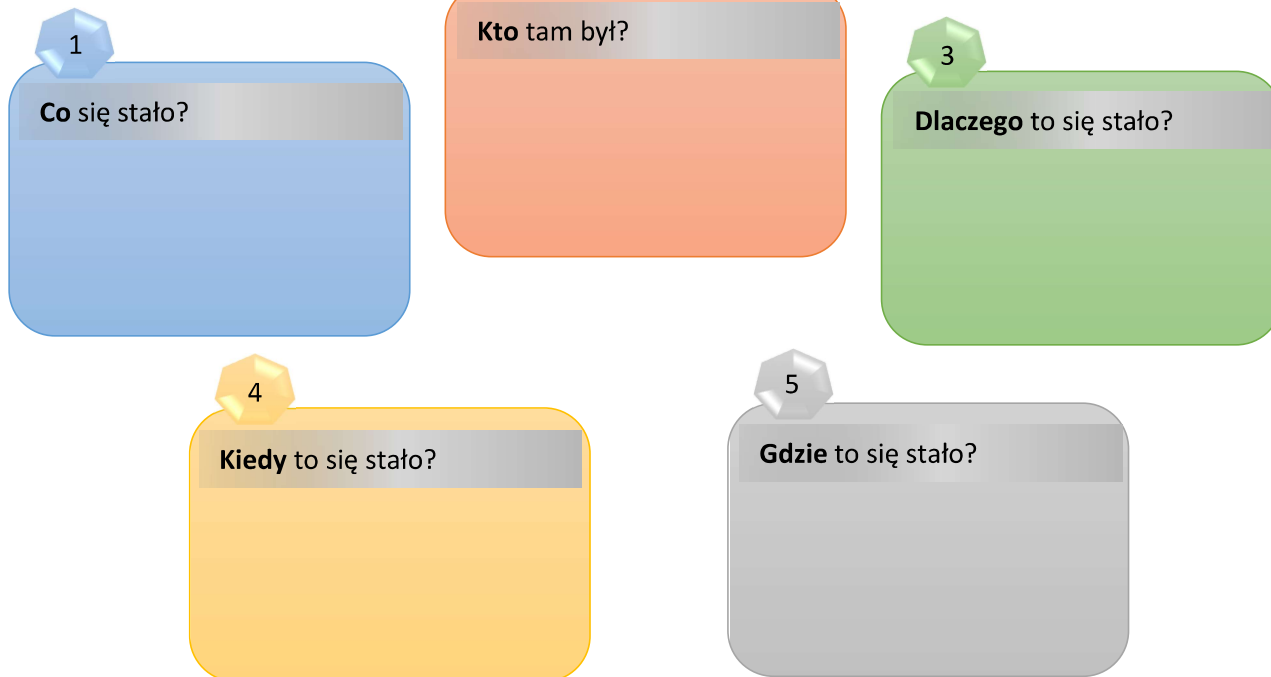 1
Co się stało?
Kto tam był?
3
Dlaczego to się stało?
4
Kiedy to się stało?
5
Gdzie to się stało?